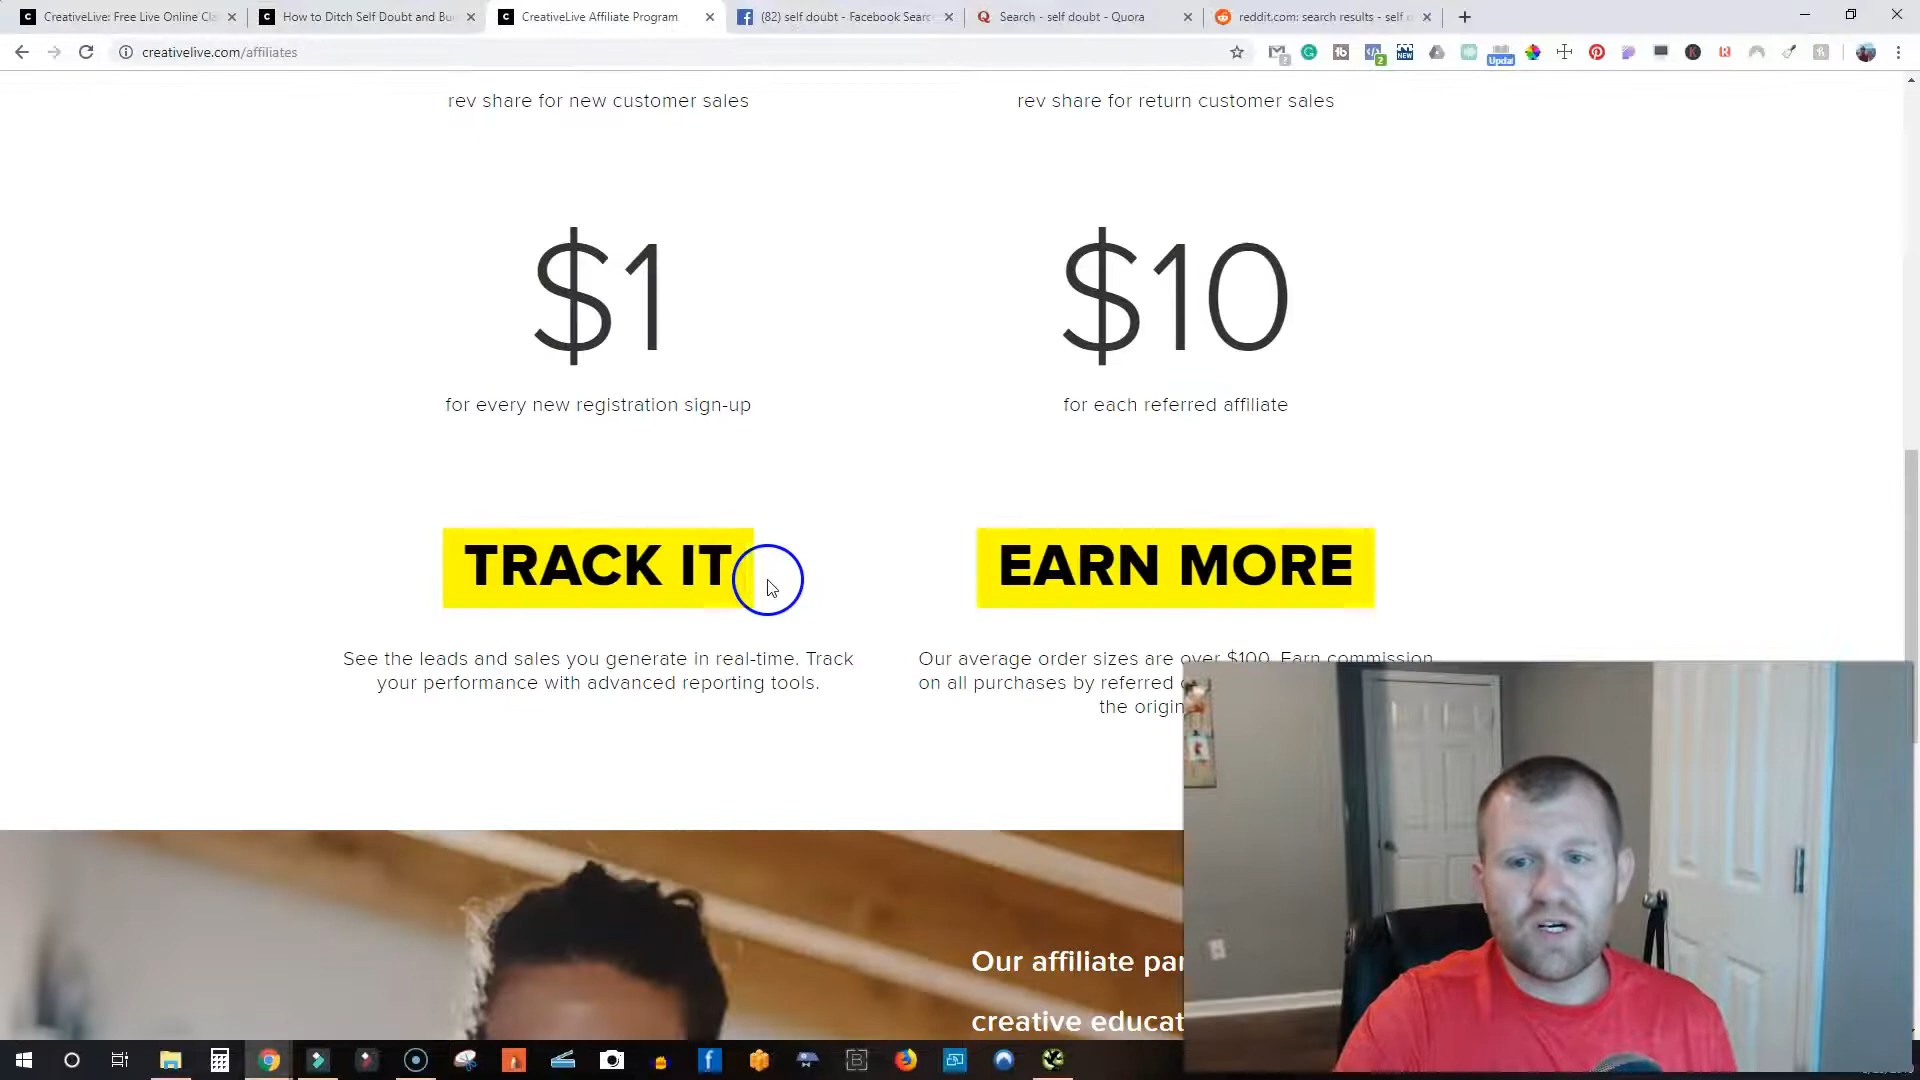 CreativeLive: Free Live Online Cla
How to Ditch Self Doubt and Bu
CreativeLive Affiliate Program
(82) self doubt - Facebook Searc
Search - self doubt - Quora
reddit.com: search results - self
creativelive.com/affiliates
rev share for new customer sales
rev share for return customer sales
$1
$10
for every new registration sign-up
for each referred affiliate
TRACK IT
EARN MORE
See the leads and sales you generate in real-time. Track
your performance with advanced reporting tools.
Our average order sizes are over $100. Earn commission
on all purchases by referred
the origin
Our affiliate par
creative educat